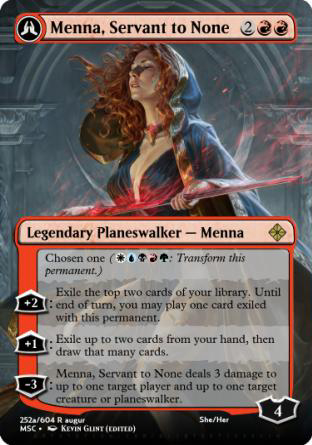 Menna, Servant to None 2
Legendary Planeswalker — Menna
Chosen one (: Transform this
permanent.)
+2: Exile the top two cards of your library. Until
end of turn, you may play one card exiled
with this permanent.
+1: Exile up to two cards from your hand, then
draw that many cards.
−3: Menna, Servant to None deals 3 damage to
up to one target player and up to one target
creature or planeswalker.
4
252a/604 R augur
She/Her
MSC • Kevin Glint (edited)